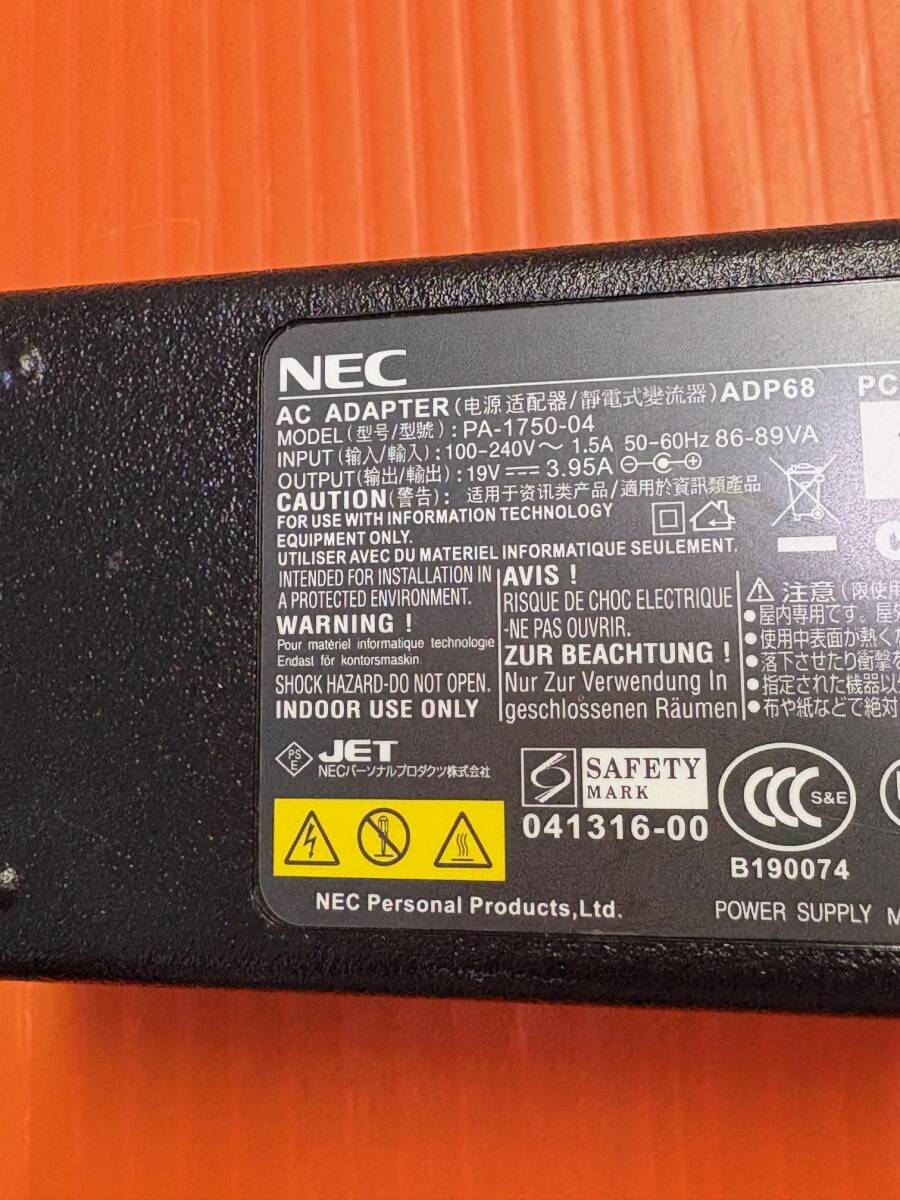 NEC
AC ADAPTER(电源适配器/靜電式變流器)ADP68 PC
MODEL(型号/型號):PA-1750-04
INPUT(输入/輸入):100-240V～ 1.5A 50-60Hz 86-89VA
OUTPUT(输出/輸出):19V⎓3.95A
CAUTION(警告): 适用于资讯类产品/適用於資訊類產品
FOR USE WITH INFORMATION TECHNOLOGY
EQUIPMENT ONLY.
UTILISER AVEC DU MATERIEL INFORMATIQUE SEULEMENT.
INTENDED FOR INSTALLATION IN
A PROTECTED ENVIRONMENT.
WARNING !
Pour matériel informatique technologie
Endast för kontorsmaskin
SHOCK HAZARD-DO NOT OPEN.
INDOOR USE ONLY
AVIS !
RISQUE DE CHOC ELECTRIQUE
-NE PAS OUVRIR.
ZUR BEACHTUNG !
Nur Zur Verwendung In
geschlossenen Räumen
注意(限使用
●屋内専用です。屋
●使用中表面が熱く
●落下させたり衝撃を
●指定された機器以
●布や紙などで絶対
PS
E
JET
NECパーソナルプロダクツ株式会社
SAFETY
MARK
041316-00
S&E
B190074
NEC Personal Products,Ltd.
POWER SUPPLY M